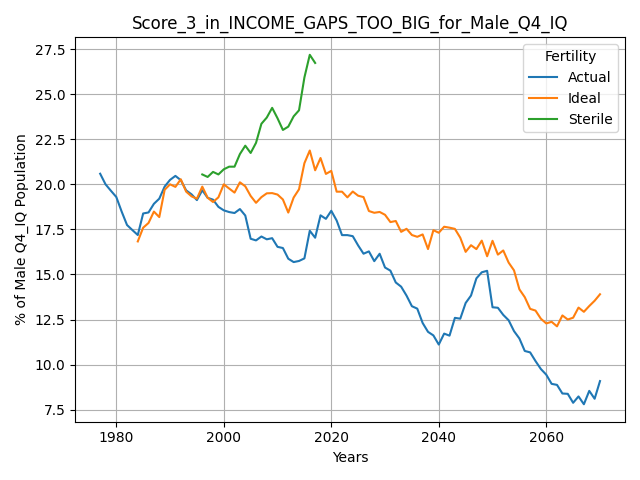 Score_3_in_INCOME_GAPS_TOO_BIG_for_Male_Q4_IQ
Fertility
Actual
Ideal
Sterile
% of Male Q4_IQ Population
27.5
25.0
22.5
20.0
17.5
15.0
12.5
10.0
7.5
1980
2000
2020
2040
2060
Years